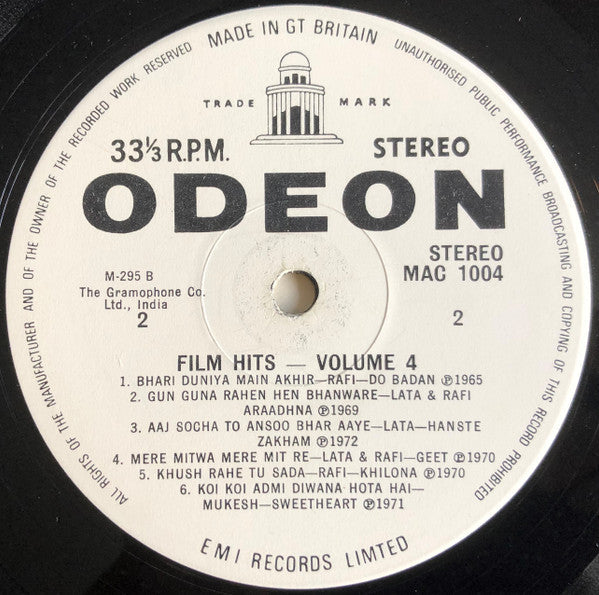 MADE IN GT BRITAIN
ALL RIGHTS OF THE MANUFACTURER AND OF THE OWNER OF THE RECORDED WORK RESERVED
UNAUTHORISED PUBLIC PERFORMANCE BROADCASTING AND COPYING OF THIS RECORD PROHIBITED
TRADE MARK
33⅓ R.P.M. STEREO
ODEON
STEREO
MAC 1004
M-295 B
The Gramophone Co.
Ltd., India
2 2
FILM HITS — VOLUME 4
1. BHARI DUNIYA MAIN AKHIR—RAFI—DO BADAN ℗1965
2. GUN GUNA RAHEN HEN BHANWARE—LATA & RAFI
ARAADHNA ℗1969
3. AAJ SOCHA TO ANSOO BHAR AAYE—LATA—HANSTE
ZAKHAM ℗1972
4. MERE MITWA MERE MIT RE—LATA & RAFI—GEET ℗1970
5. KHUSH RAHE TU SADA—RAFI—KHILONA ℗1970
6. KOI KOI ADMI DIWANA HOTA HAI—
MUKESH—SWEETHEART ℗1971
EMI RECORDS LIMTED